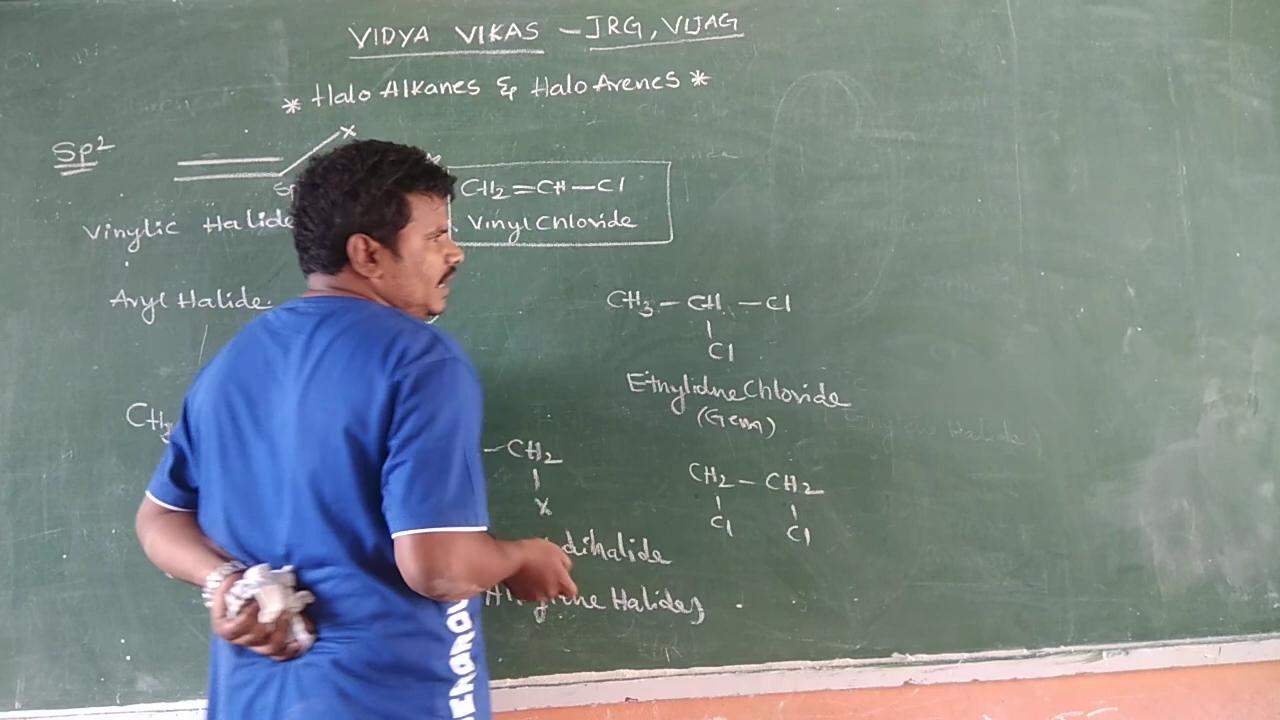 VIDYA VIKAS - JRG, VIJAG
* Halo Alkanes & Halo Arenes *
Sp²
X
CH₂=CH-Cl
Vinylic Halide
Vinyl Chloride
Aryl Halide
CH₃-CH-Cl
Cl
Ethylidne Chloride
(Gem)
-CH₂
X
CH₂-CH₂
Cl Cl
dihalide
Halides